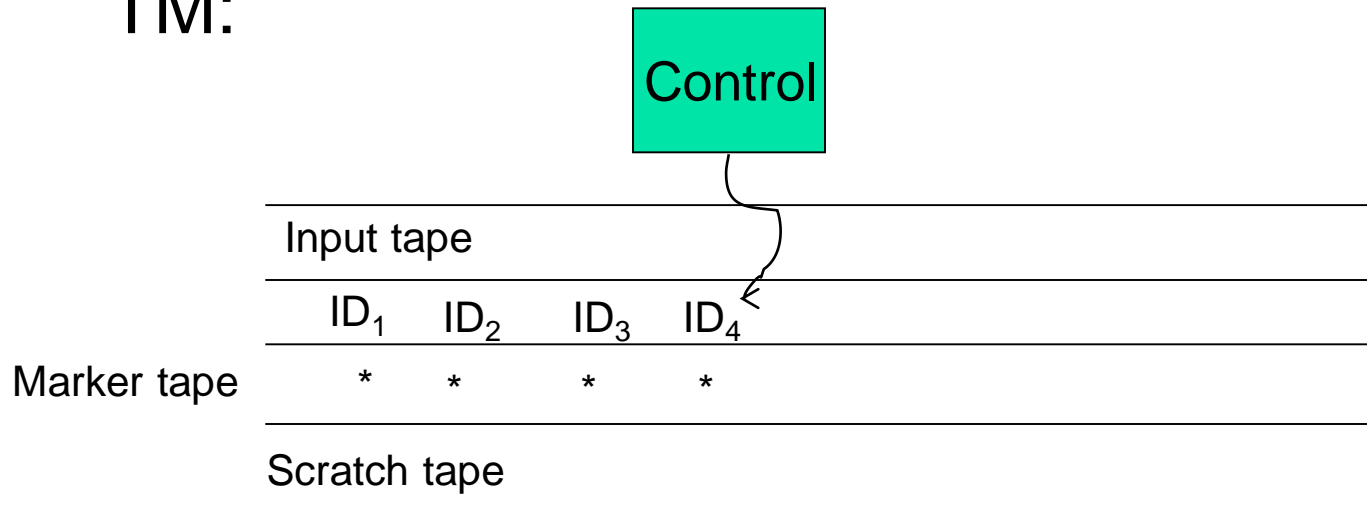 TM:
Control
Input tape
ID₁ ID₂ ID₃ ID₄
Marker tape * * * *
Scratch tape